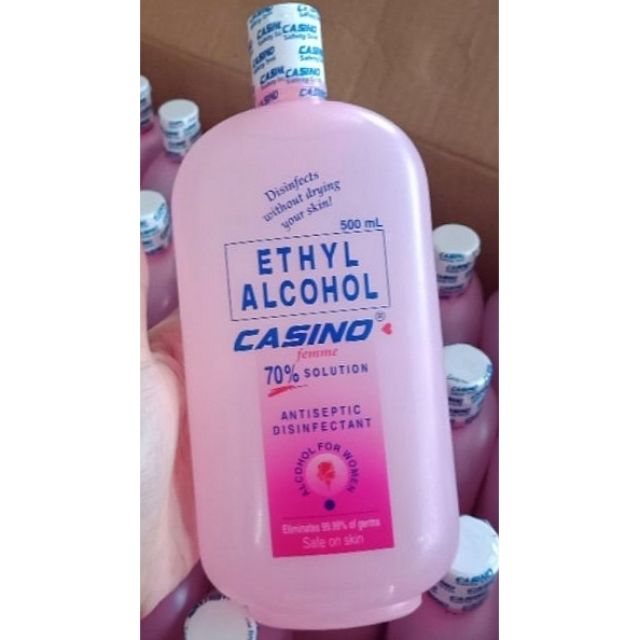 CASINO
Disinfects
without drying
your skin!
500 mL
ETHYL
ALCOHOL
CASINO®
femme
70% SOLUTION
ANTISEPTIC
DISINFECTANT
ALCOHOL FOR WOMEN
Eliminates 99.99% of germs
Safe on skin